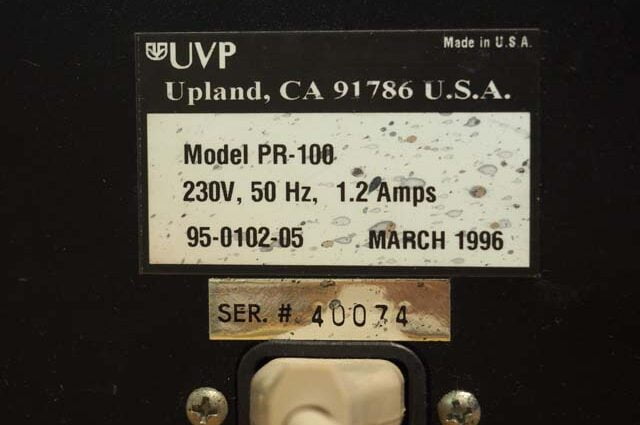 UVP
Made in U.S.A.
Upland, CA 91786 U.S.A.
Model PR-100
230V, 50 Hz, 1.2 Amps
95-0102-05 MARCH 1996
SER. #. 40074